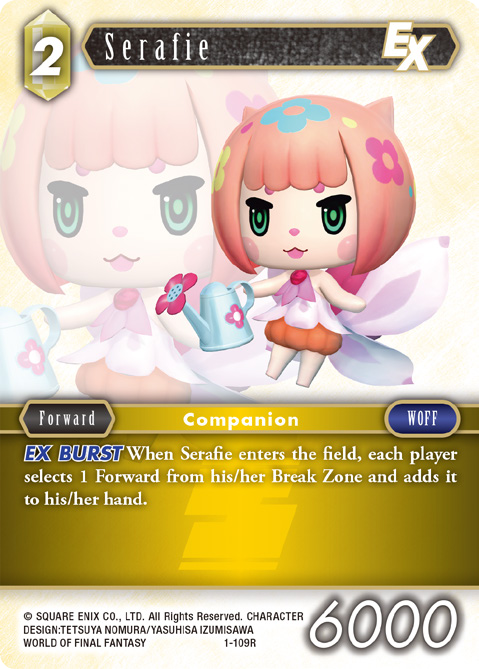 2
Serafie
EX
Forward
Companion
WOFF
EX BURST When Serafie enters the field, each player
selects 1 Forward from his/her Break Zone and adds it
to his/her hand.
© SQUARE ENIX CO., LTD. All Rights Reserved. CHARACTER
DESIGN:TETSUYA NOMURA/YASUHISA IZUMISAWA
WORLD OF FINAL FANTASY 1-109R
6000